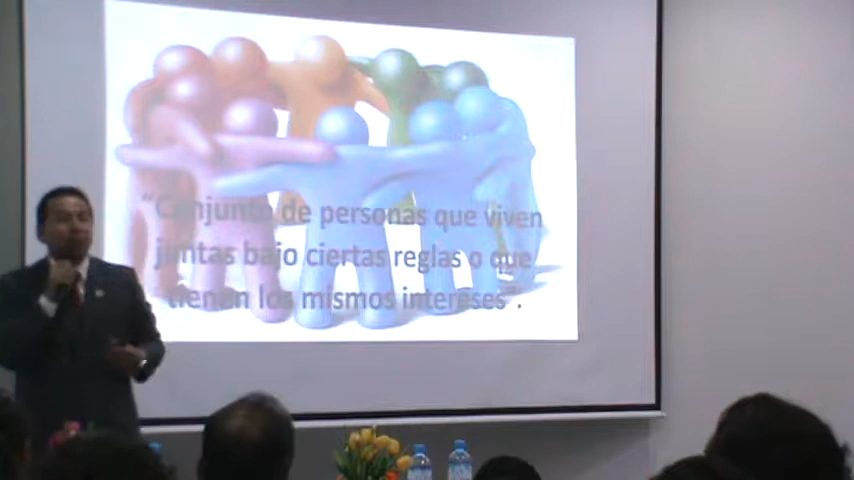 “Conjunto de personas que viven
juntas bajo ciertas reglas o que
tienen los mismos intereses”.